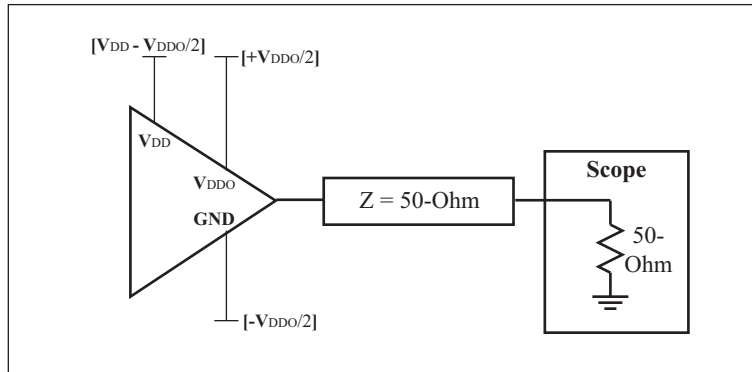 [VDD - VDDO/2]
[+VDDO/2]
VDD
VDDO
GND
[-VDDO/2]
Z = 50-Ohm
Scope
50-
Ohm